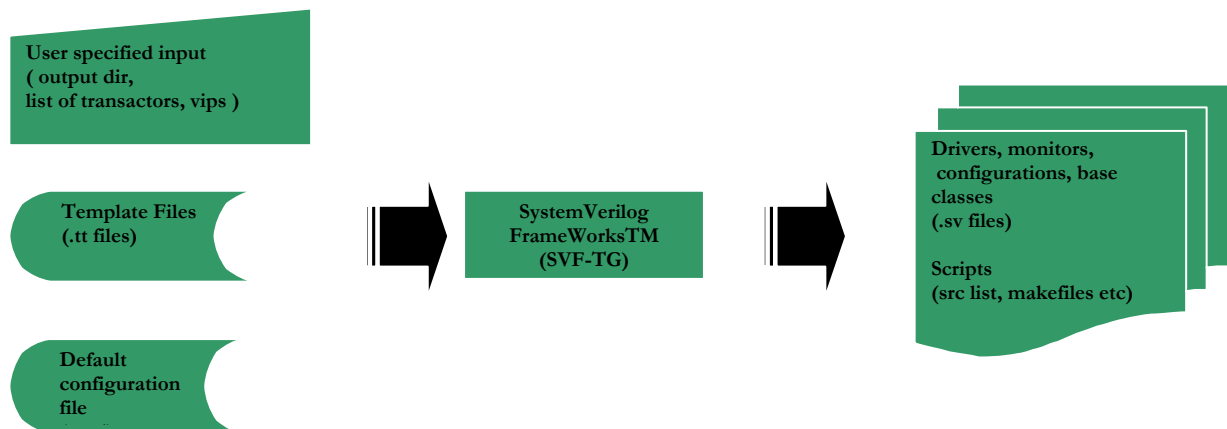 User specified input
( output dir,
list of transactors, vips )
Template Files
(.tt files)
Default
configuration
file
SystemVerilog
FrameWorksTM
(SVF-TG)
Drivers, monitors,
configurations, base
classes
(.sv files)
Scripts
(src list, makefiles etc)